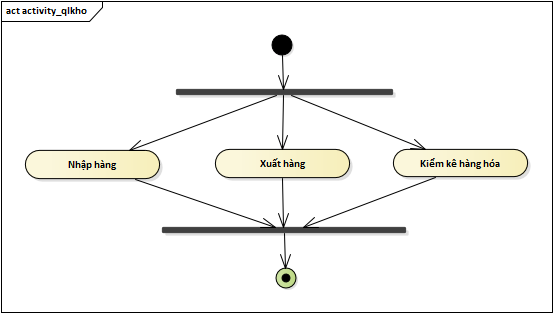 act activity_qlkho
Nhập hàng
Xuất hàng
Kiểm kê hàng hóa